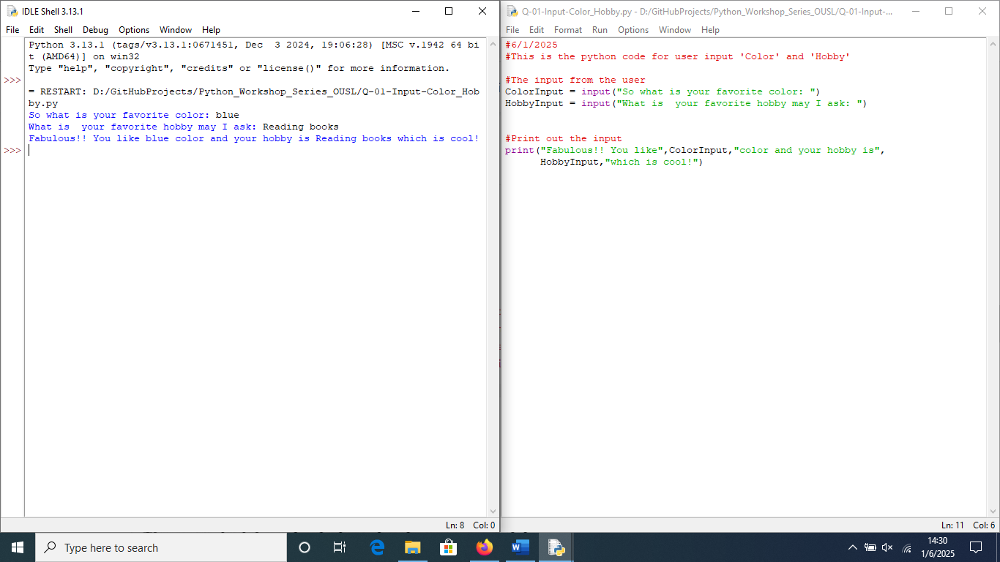 IDLE Shell 3.13.1
File Edit Shell Debug Options Window Help
Python 3.13.1 (tags/v3.13.1:0671451, Dec  3 2024, 19:06:28) [MSC v.1942 64 bi
t (AMD64)] on win32
Type "help", "copyright", "credits" or "license()" for more information.
>>>
= RESTART: D:/GitHubProjects/Python_Workshop_Series_OUSL/Q-01-Input-Color_Hob
by.py
So what is your favorite color: blue
What is  your favorite hobby may I ask: Reading books
Fabulous!! You like blue color and your hobby is Reading books which is cool!
>>>
Ln: 8 Col: 0
Q-01-Input-Color_Hobby.py - D:/GitHubProjects/Python_Workshop_Series_OUSL/Q-01-Input-...
File Edit Format Run Options Window Help
#6/1/2025
#This is the python code for user input 'Color' and 'Hobby'
#The input from the user
ColorInput = input("So what is your favorite color: ")
HobbyInput = input("What is  your favorite hobby may I ask: ")
#Print out the input
print("Fabulous!! You like",ColorInput,"color and your hobby is",
      HobbyInput,"which is cool!")
Ln: 11 Col: 6
Type here to search
14:30
1/6/2025